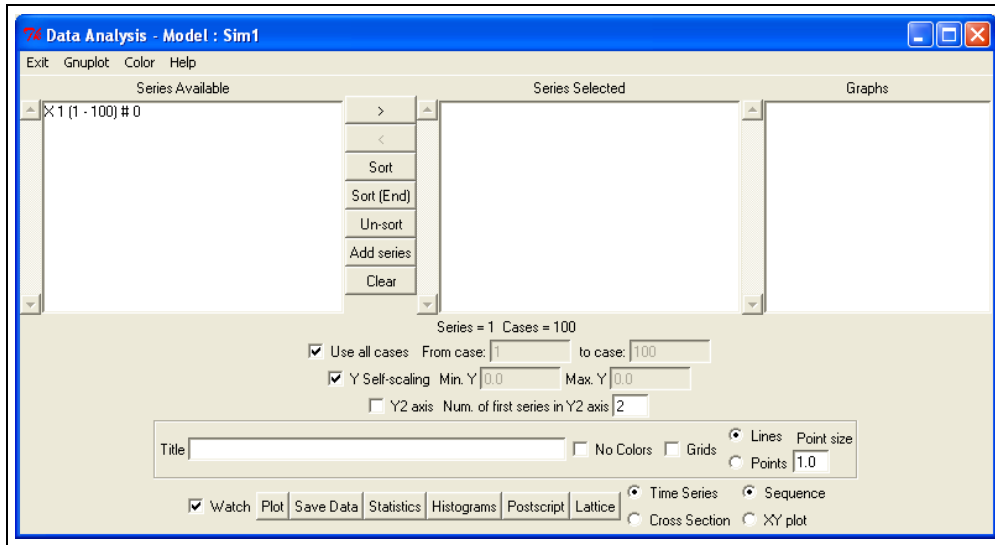 Data Analysis - Model : Sim1
Exit Gnuplot Color Help
Series Available
Series Selected
Graphs
X 1 (1 - 100) # 0
>
<
Sort
Sort (End)
Un-sort
Add series
Clear
Series = 1 Cases = 100
Use all cases From case: 1 to case: 100
Y Self-scaling Min. Y 0.0 Max. Y 0.0
Y2 axis Num. of first series in Y2 axis 2
Title No Colors Grids
Lines Point size
Points 1.0
Watch Plot Save Data Statistics Histograms Postscript Lattice
Time Series Sequence
Cross Section XY plot